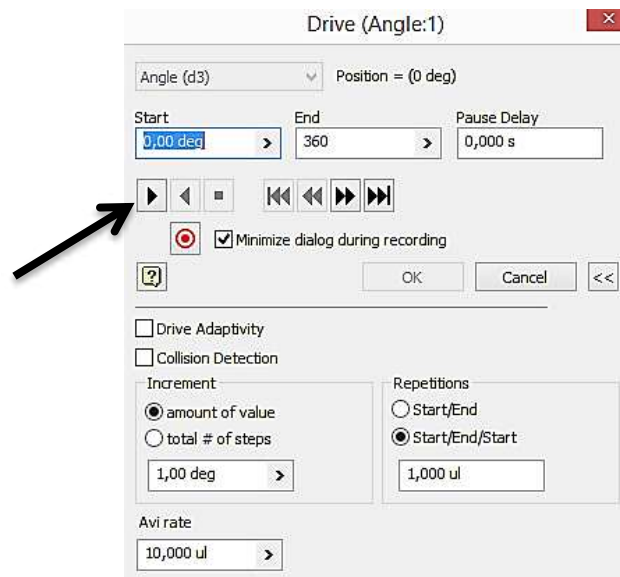 Drive (Angle:1)
Angle (d3) Position = (0 deg)
Start End Pause Delay
0,00 deg 360 0,000 s
Minimize dialog during recording
OK Cancel <<
Drive Adaptivity
Collision Detection
Increment Repetitions
amount of value Start/End
total # of steps Start/End/Start
1,00 deg 1,000 ul
Avi rate
10,000 ul